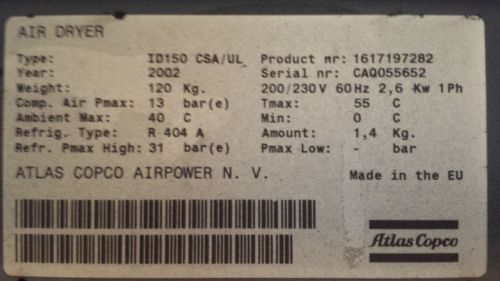 AIR DRYER
Type: ID150 CSA/UL Product nr: 1617197282
Year: 2002 Serial nr: CAQ055652
Weight: 120 Kg. 200/230V 60Hz 2,6 Kw 1Ph
Comp. Air Pmax: 13 bar(e) Tmax: 55 C
Ambient Max: 40 C Min: 0 C
Refrig. Type: R 404 A Amount: 1,4 Kg.
Refr. Pmax High: 31 bar(e) Pmax Low: - bar
ATLAS COPCO AIRPOWER N. V. Made in the EU
Atlas Copco